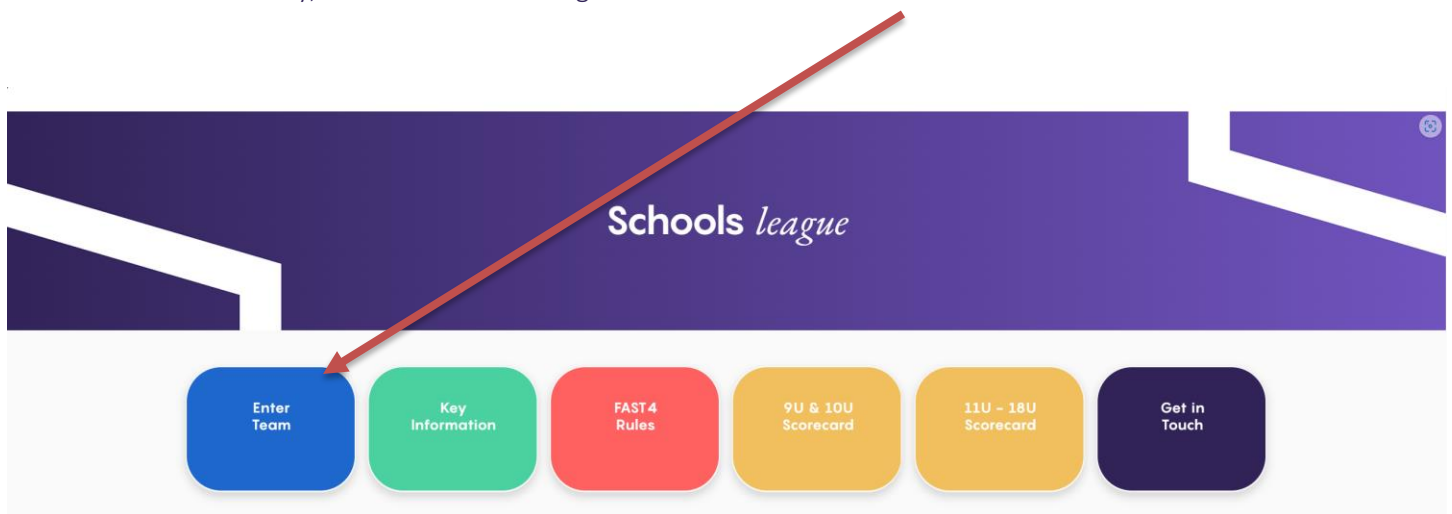 Schools league
Enter
Team
Key
Information
FAST4
Rules
9U & 10U
Scorecard
11U - 18U
Scorecard
Get in
Touch